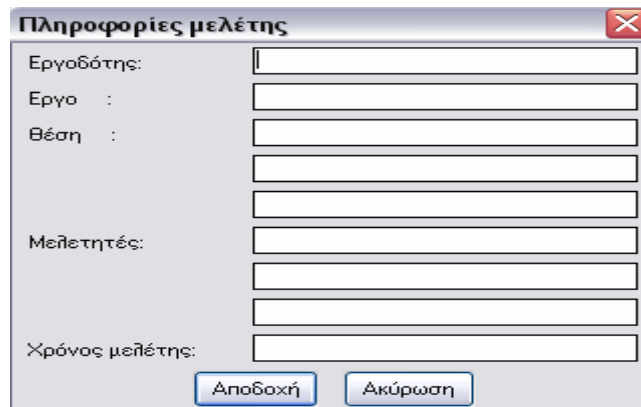 Πληροφορίες μελέτης
Εργοδότης:
Εργο :
Θέση :
Μελετητές:
Χρόνος μελέτης:
Αποδοχή Ακύρωση